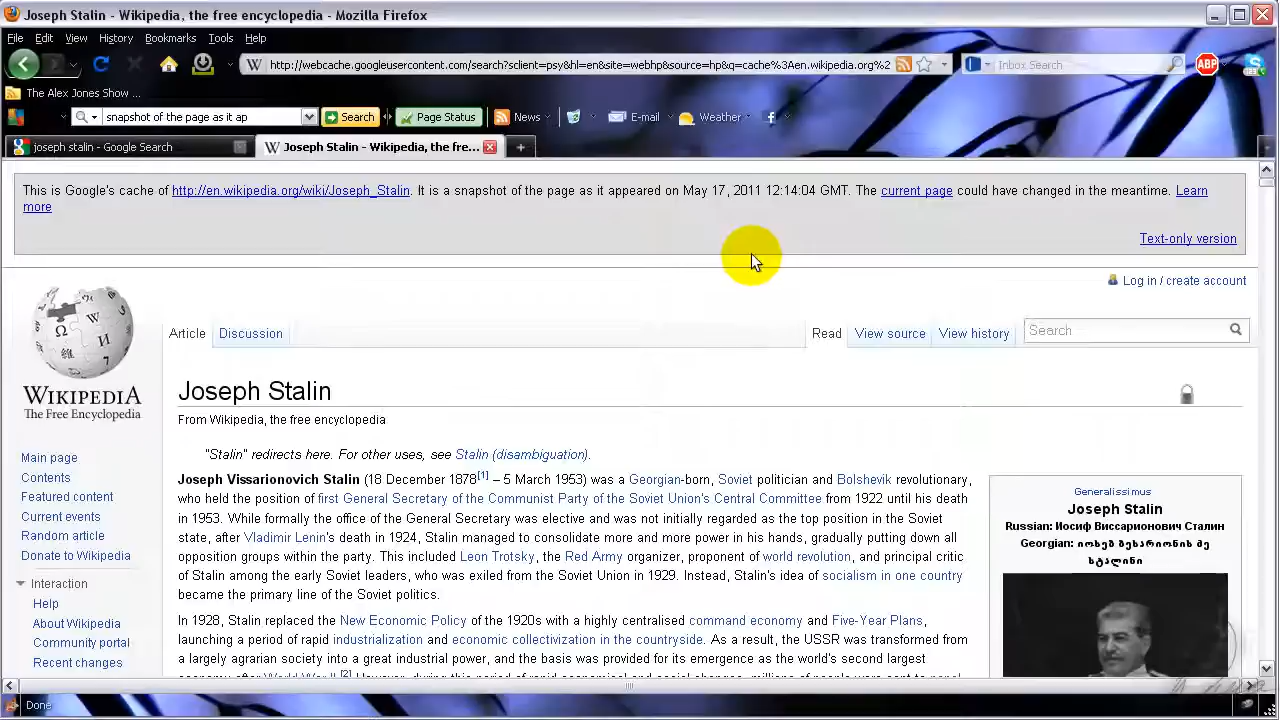 Joseph Stalin - Wikipedia, the free encyclopedia - Mozilla Firefox
File Edit View History Bookmarks Tools Help
http://webcache.googleusercontent.com/search?sclient=psy&hl=en&site=webhp&source=hp&q=cache%3Aen.wikipedia.org%2
Inbox Search
ABP
The Alex Jones Show ...
snapshot of the page as it ap
Search
Page Status
News
E-mail
Weather
joseph stalin - Google Search
Joseph Stalin - Wikipedia, the fre...
This is Google's cache of http://en.wikipedia.org/wiki/Joseph_Stalin. It is a snapshot of the page as it appeared on May 17, 2011 12:14:04 GMT. The current page could have changed in the meantime. Learn
more
Text-only version
Log in / create account
Article Discussion Read View source View history Search
WIKIPEDIA
The Free Encyclopedia
Main page
Contents
Featured content
Current events
Random article
Donate to Wikipedia
Interaction
Help
About Wikipedia
Community portal
Recent changes
Joseph Stalin
From Wikipedia, the free encyclopedia
"Stalin" redirects here. For other uses, see Stalin (disambiguation).
Joseph Vissarionovich Stalin (18 December 1878[1] – 5 March 1953) was a Georgian-born, Soviet politician and Bolshevik revolutionary,
who held the position of first General Secretary of the Communist Party of the Soviet Union's Central Committee from 1922 until his death
in 1953. While formally the office of the General Secretary was elective and was not initially regarded as the top position in the Soviet
state, after Vladimir Lenin's death in 1924, Stalin managed to consolidate more and more power in his hands, gradually putting down all
opposition groups within the party. This included Leon Trotsky, the Red Army organizer, proponent of world revolution, and principal critic
of Stalin among the early Soviet leaders, who was exiled from the Soviet Union in 1929. Instead, Stalin's idea of socialism in one country
became the primary line of the Soviet politics.
In 1928, Stalin replaced the New Economic Policy of the 1920s with a highly centralised command economy and Five-Year Plans,
launching a period of rapid industrialization and economic collectivization in the countryside. As a result, the USSR was transformed from
a largely agrarian society into a great industrial power, and the basis was provided for its emergence as the world's second largest
Generalissimus
Joseph Stalin
Russian: Иосиф Виссарионович Сталин
Georgian: იოსებ ბესარიონის ძე
სტალინი
Done